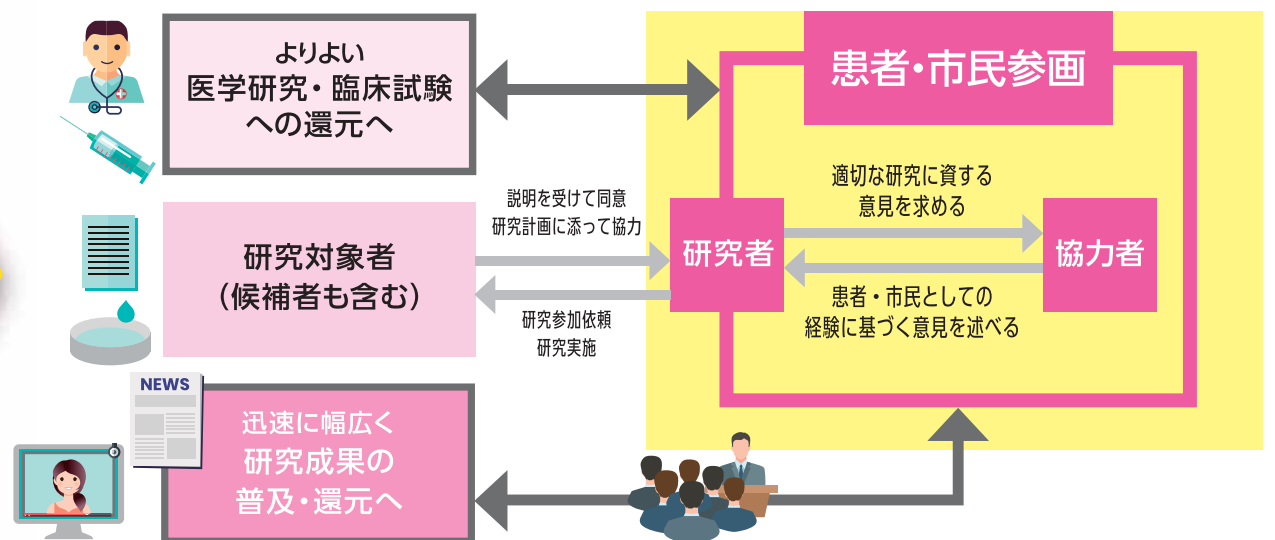 よりよい
医学研究・臨床試験
への還元へ
患者・市民参画
説明を受けて同意
研究計画に添って協力
適切な研究に資する
意見を求める
研究対象者
（候補者も含む）
研究者
協力者
研究参加依頼
研究実施
患者・市民としての
経験に基づく意見を述べる
NEWS
迅速に幅広く
研究成果の
普及・還元へ